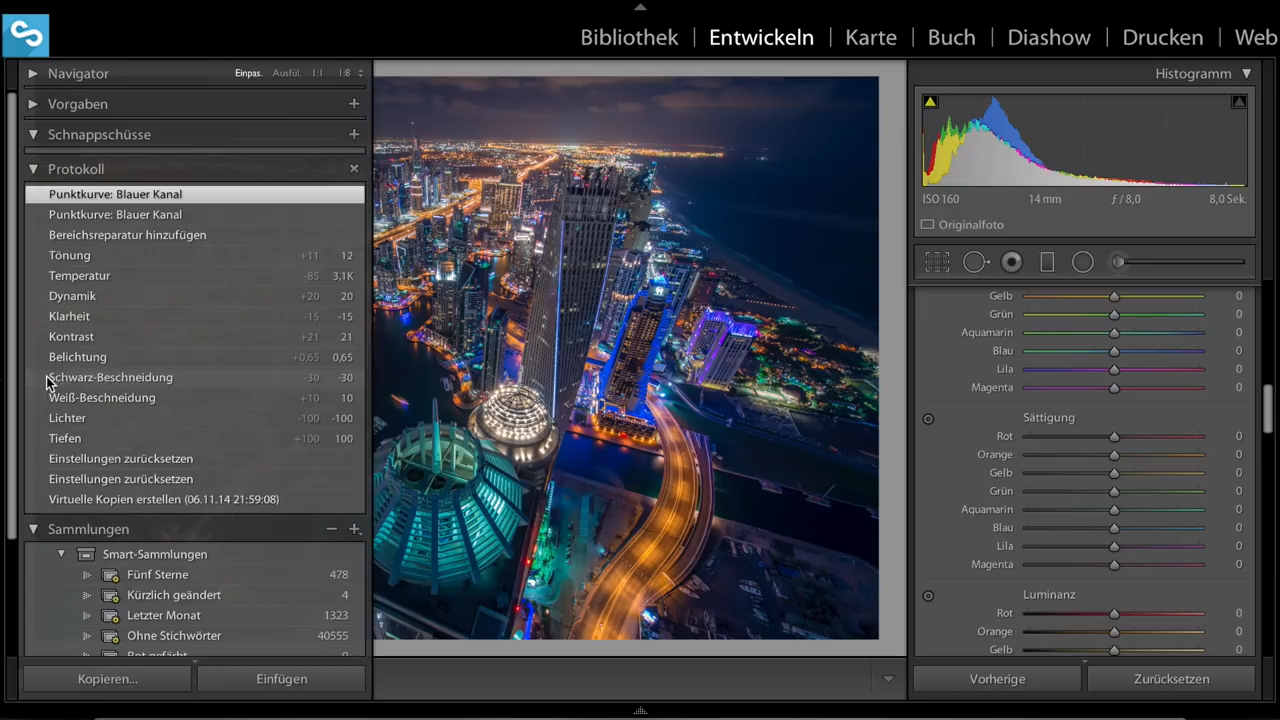 Bibliothek | Entwickeln | Karte | Buch | Diashow | Drucken | Web
Navigator Einpas. Ausfül. 1:1 1:8
Vorgaben
Schnappschüsse
Protokoll
Punktkurve: Blauer Kanal
Punktkurve: Blauer Kanal
Bereichsreparatur hinzufügen
Tönung +11 12
Temperatur -85 3,1K
Dynamik +20 20
Klarheit -15 -15
Kontrast +21 21
Belichtung +0,65 0,65
Schwarz-Beschneidung -30 -30
Weiß-Beschneidung +10 10
Lichter -100 -100
Tiefen +100 100
Einstellungen zurücksetzen
Einstellungen zurücksetzen
Virtuelle Kopien erstellen (06.11.14 21:59:08)
Sammlungen
Smart-Sammlungen
Fünf Sterne 478
Kürzlich geändert 4
Letzter Monat 1323
Ohne Stichwörter 40555
Kopieren... Einfügen
Histogramm
ISO 160 14 mm ƒ / 8,0 8,0 Sek.
Originalfoto
Gelb 0
Grün 0
Aquamarin 0
Blau 0
Lila 0
Magenta 0
Sättigung
Rot 0
Orange 0
Gelb 0
Grün 0
Aquamarin 0
Blau 0
Lila 0
Magenta 0
Luminanz
Rot 0
Orange 0
Gelb 0
Vorherige Zurücksetzen